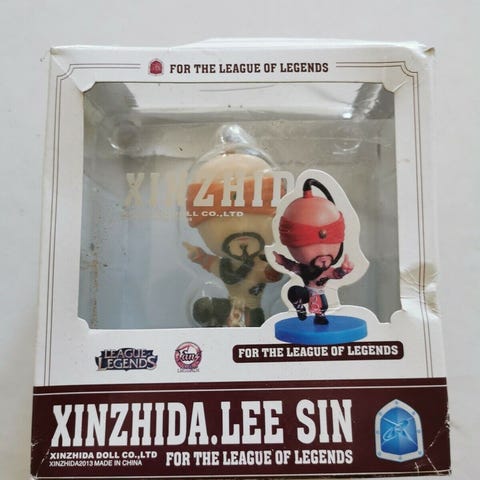 FOR THE LEAGUE OF LEGENDS
XINZHID
DOLL CO.,LTD
LEAGUE OF
LEGENDS
FOR THE LEAGUE OF LEGENDS
XINZHIDA.LEE SIN
XINZHIDA DOLL CO.,LTD
XINZHIDA2013 MADE IN CHINA
FOR THE LEAGUE OF LEGENDS